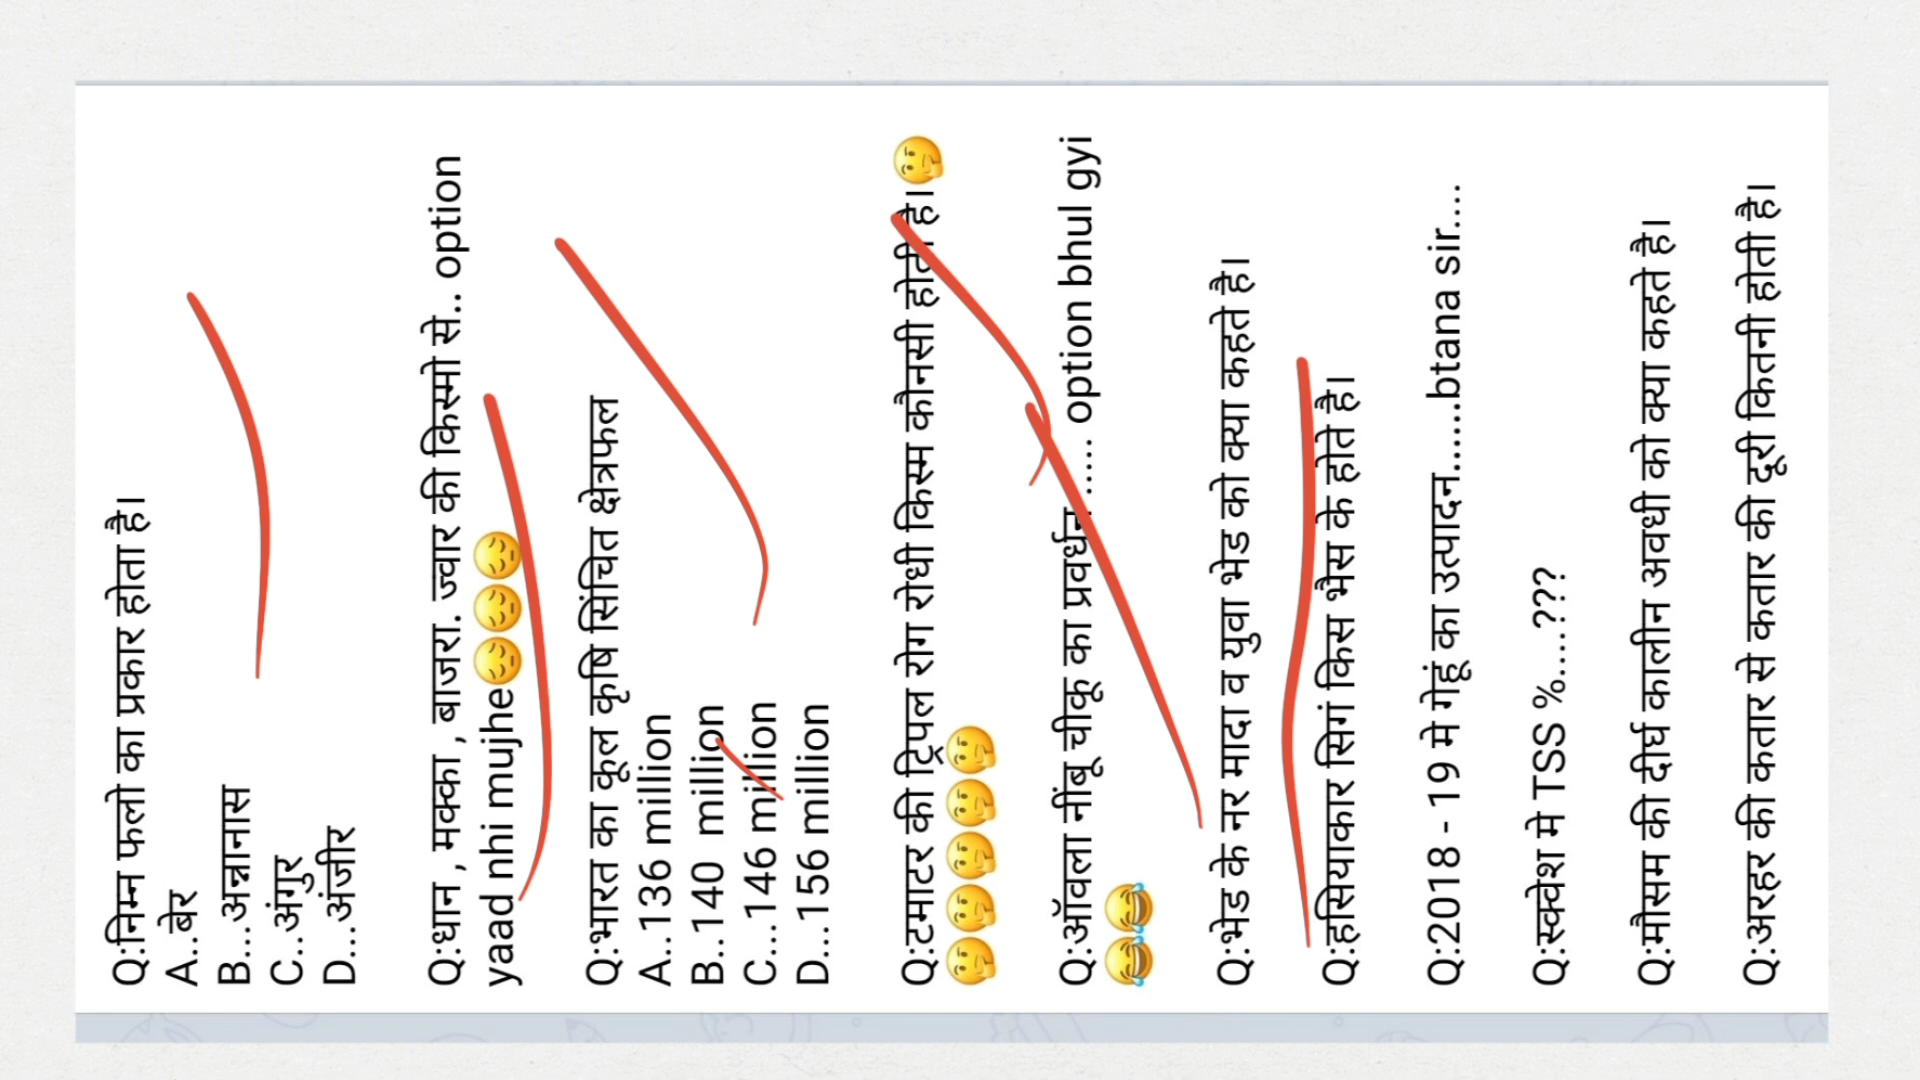 Q:निम्न फलो का प्रकार होता है।
A..बेर
B...अन्नानास
C..अंगुर
D...अंजीर
Q:धान , मक्का , बाजरा. ज्वार की किस्मो से.. option
yaad nhi mujhe😔😔😔
Q:भारत का कूल कृषि सिंचित क्षेत्रफल
A..136 million
B..140 million
C...146 million
D...156 million
Q:टमाटर की ट्रिपल रोग रोधी किस्म कौनसी होती है।🤔
🤔🤔🤔🤔🤔
Q:ऑवला नींबू चीकू का प्रवर्धन ..... option bhul gyi
😂😂
Q:भेड के नर मादा व युवा भेड को क्या कहते है।
Q:हसियाकार सिगं किस भैस के होते है।
Q:2018 - 19 मे गेहूं का उत्पादन.......btana sir....
Q:स्क्वेश मे TSS %....???
Q:मौसम की दीर्घ कालीन अवधी को क्या कहते है।
Q:अरहर की कतार से कतार की दूरी कितनी होती है।